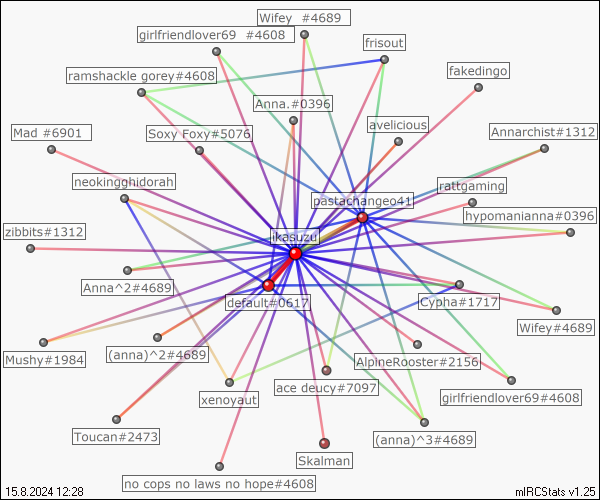 Wifey  #4689
girlfriendlover69  #4608
frisout
ramshackle gorey#4608
fakedingo
Anna.#0396
Mad #6901
Soxy Foxy#5076
avelicious
Annarchist#1312
neokingghidorah
rattgaming
pastachangeo41
hypomanianna#0396
zibbits#1312
ikasuzu
Anna^2#4689
default#0617
Cypha#1717
Wifey#4689
Mushy#1984
(anna)^2#4689
AlpineRooster#2156
ace deucy#7097
xenoyaut
girlfriendlover69#4608
Toucan#2473
(anna)^3#4689
Skalman
no cops no laws no hope#4608
15.8.2024 12:28
mIRCStats v1.25